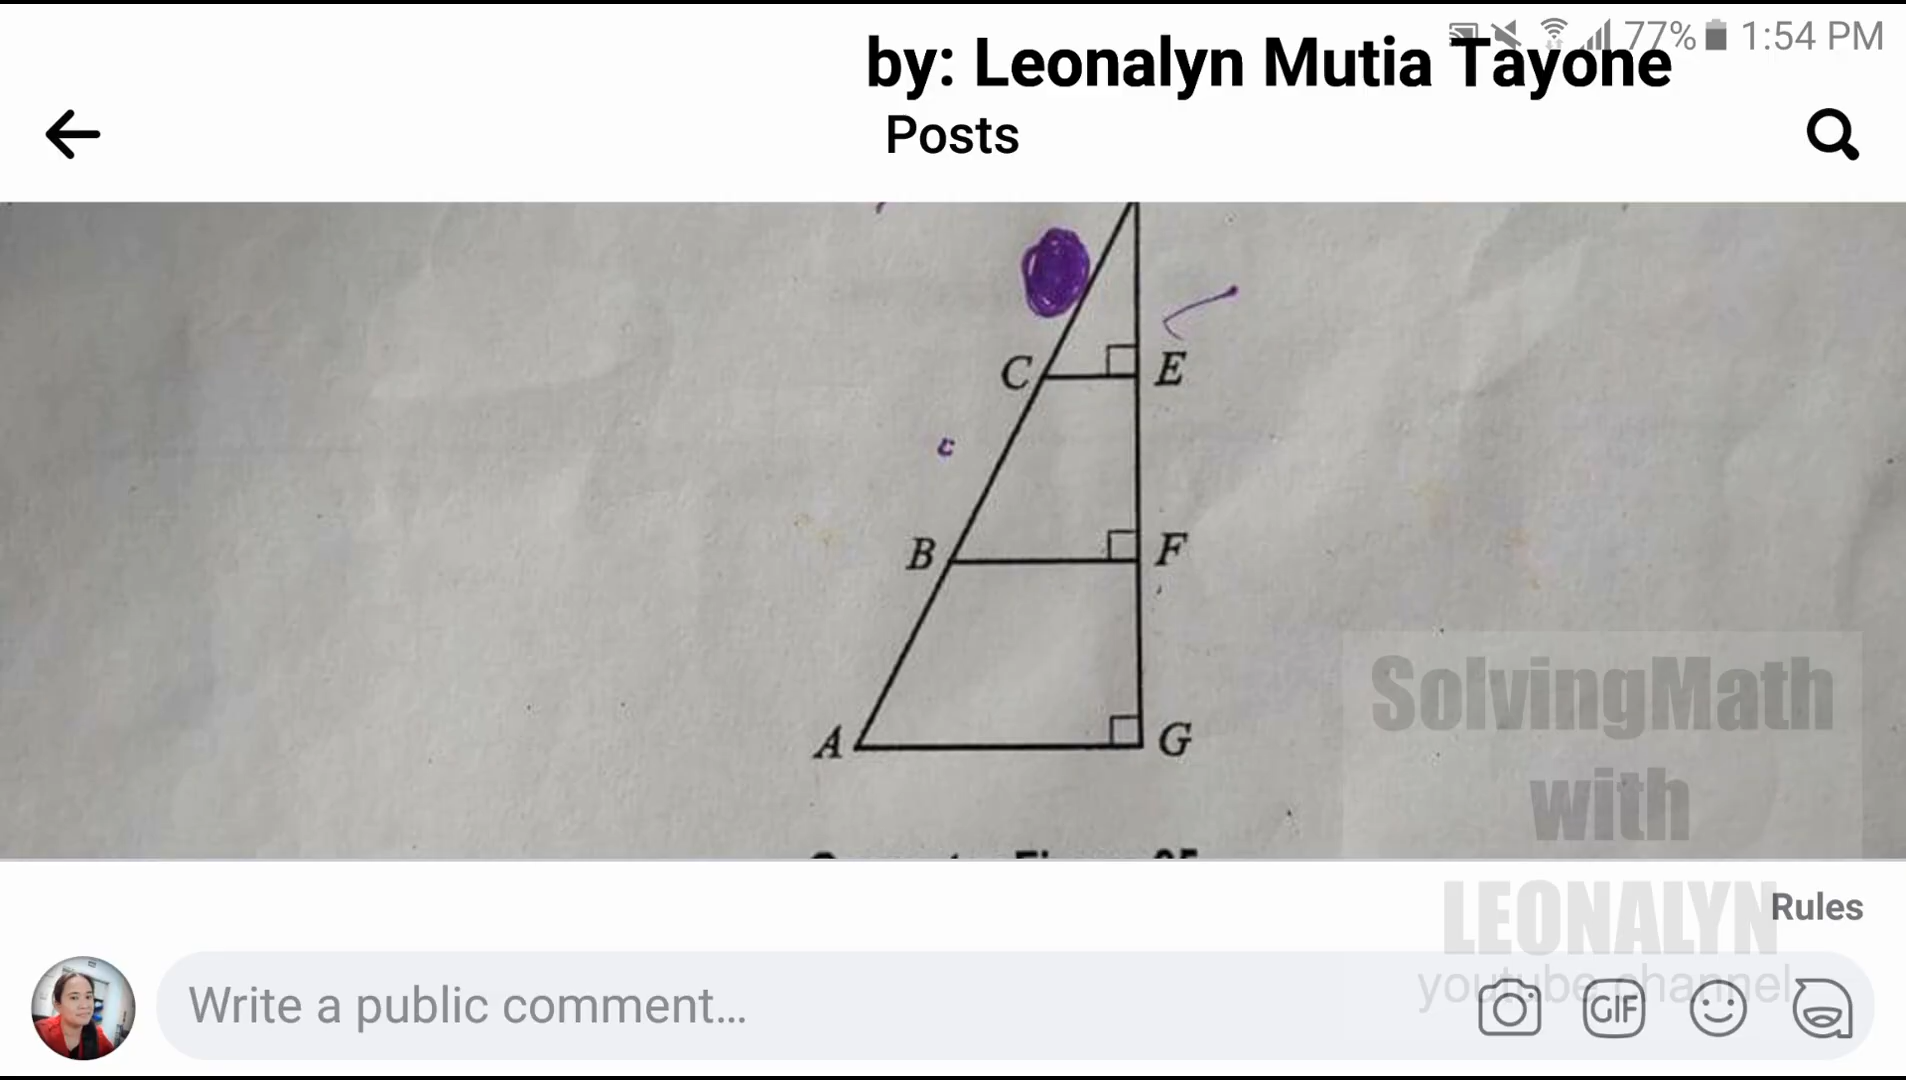 77% 1:54 PM
by: Leonalyn Mutia Tayone
Posts
C E
c
B F
A G
SolvingMath
with
LEONALYN
youtube channel
Rules
Write a public comment...
GIF